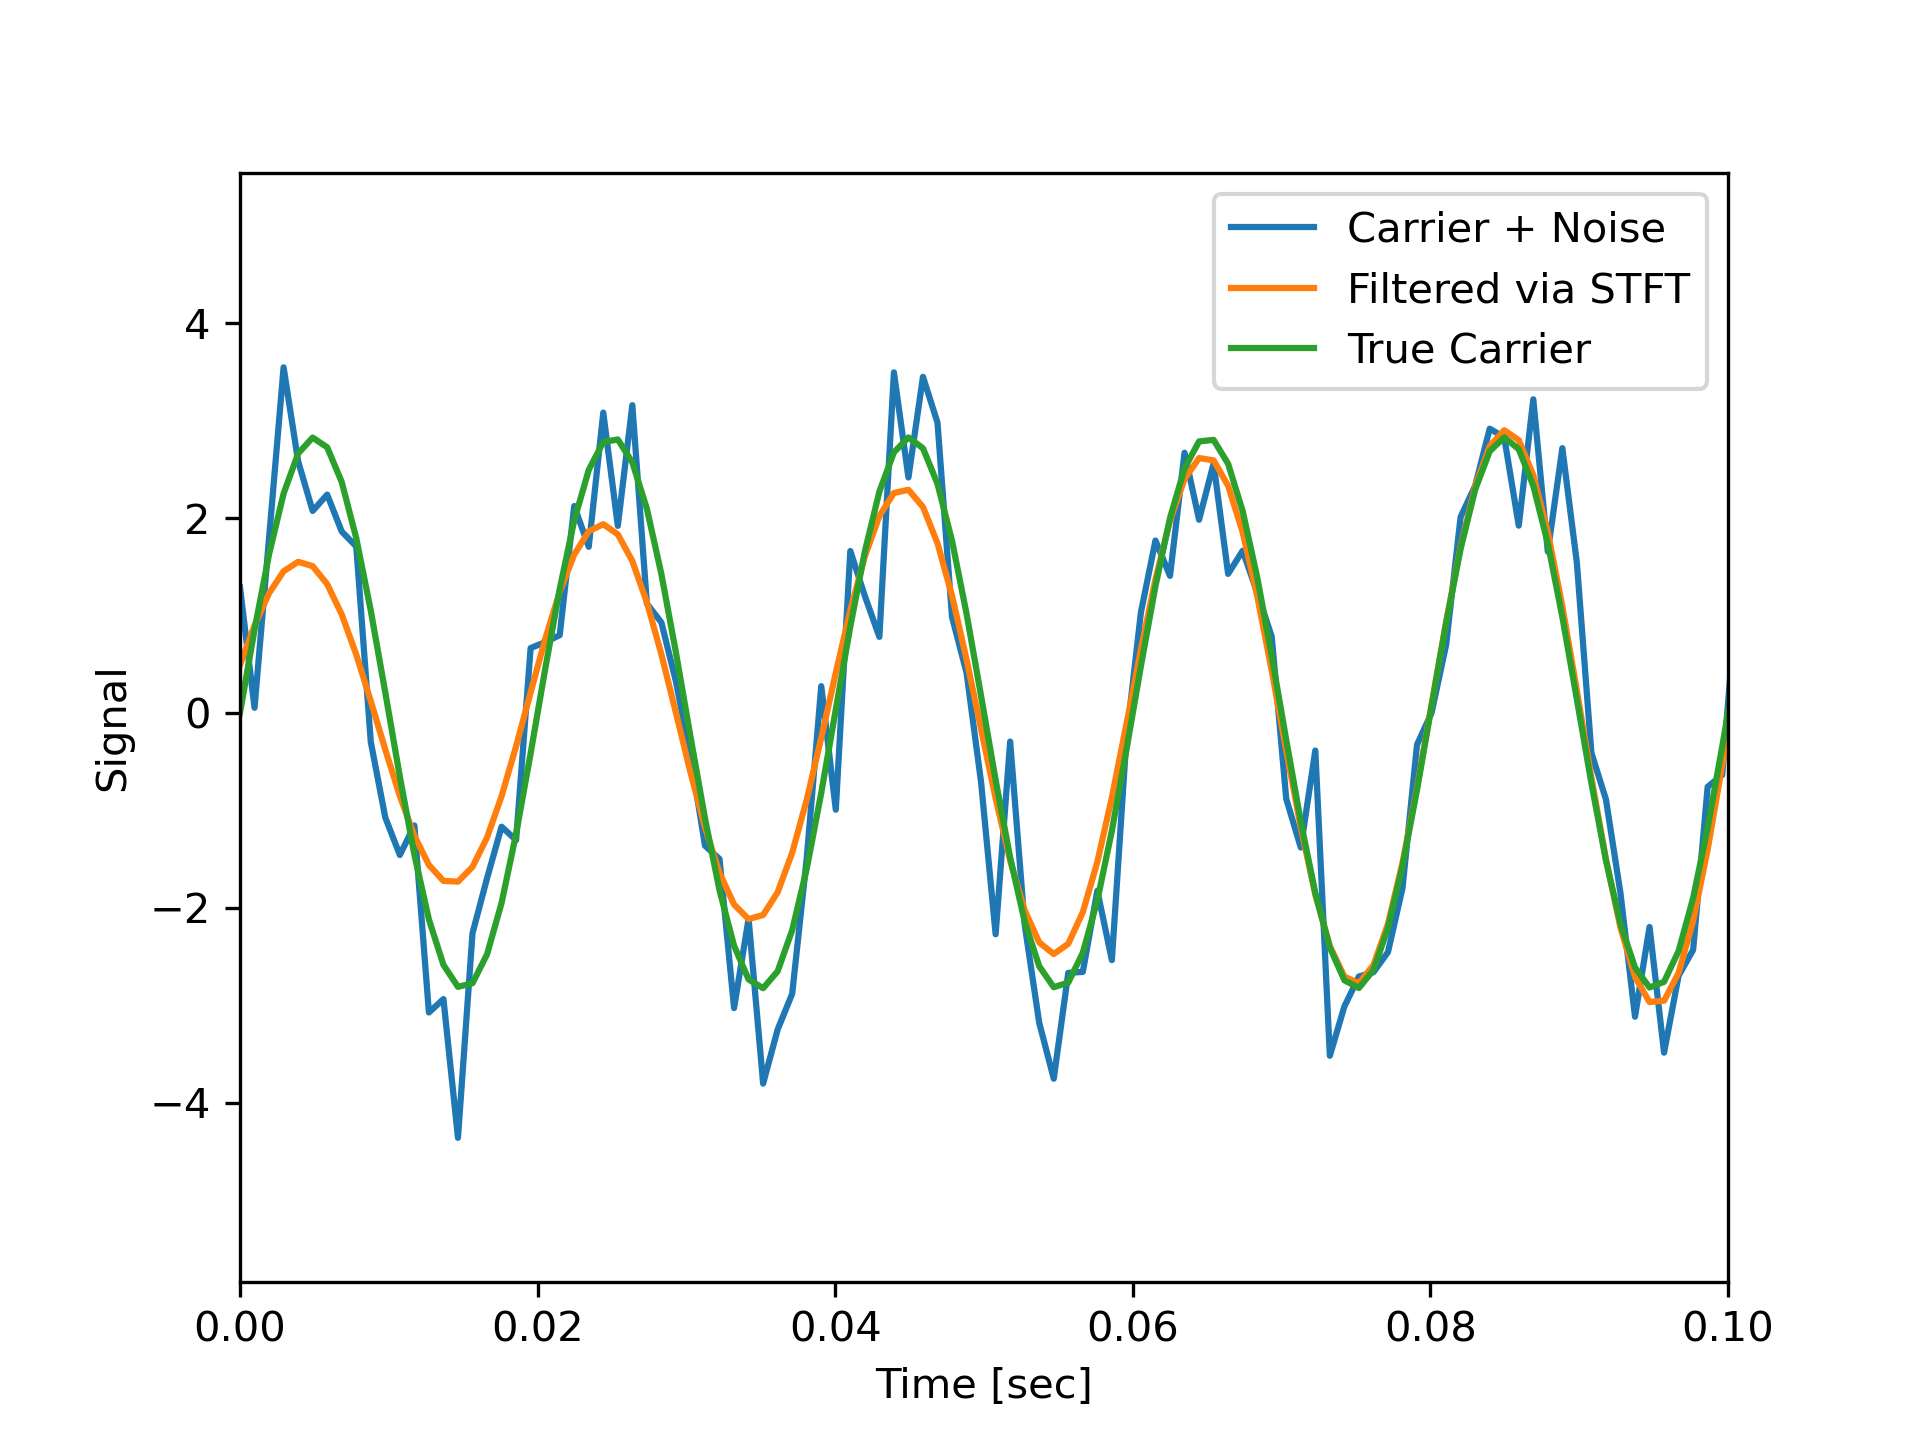 Carrier + Noise
Filtered via STFT
True Carrier
4
2
0
−2
−4
Signal
0.00 0.02 0.04 0.06 0.08 0.10
Time [sec]